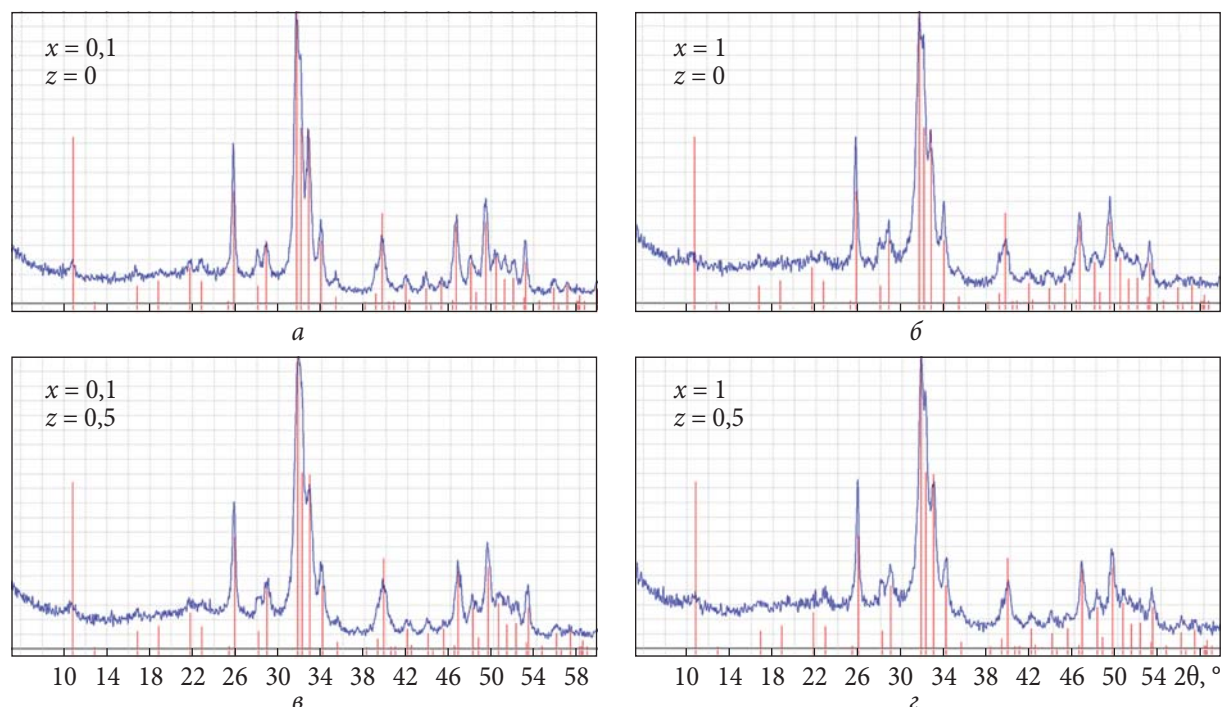 x = 0,1
z = 0
x = 1
z = 0
а
б
x = 0,1
z = 0,5
x = 1
z = 0,5
10 14 18 22 26 30 34 38 42 46 50 54 58
10 14 18 22 26 30 34 38 42 46 50 54 2θ, °
в
г